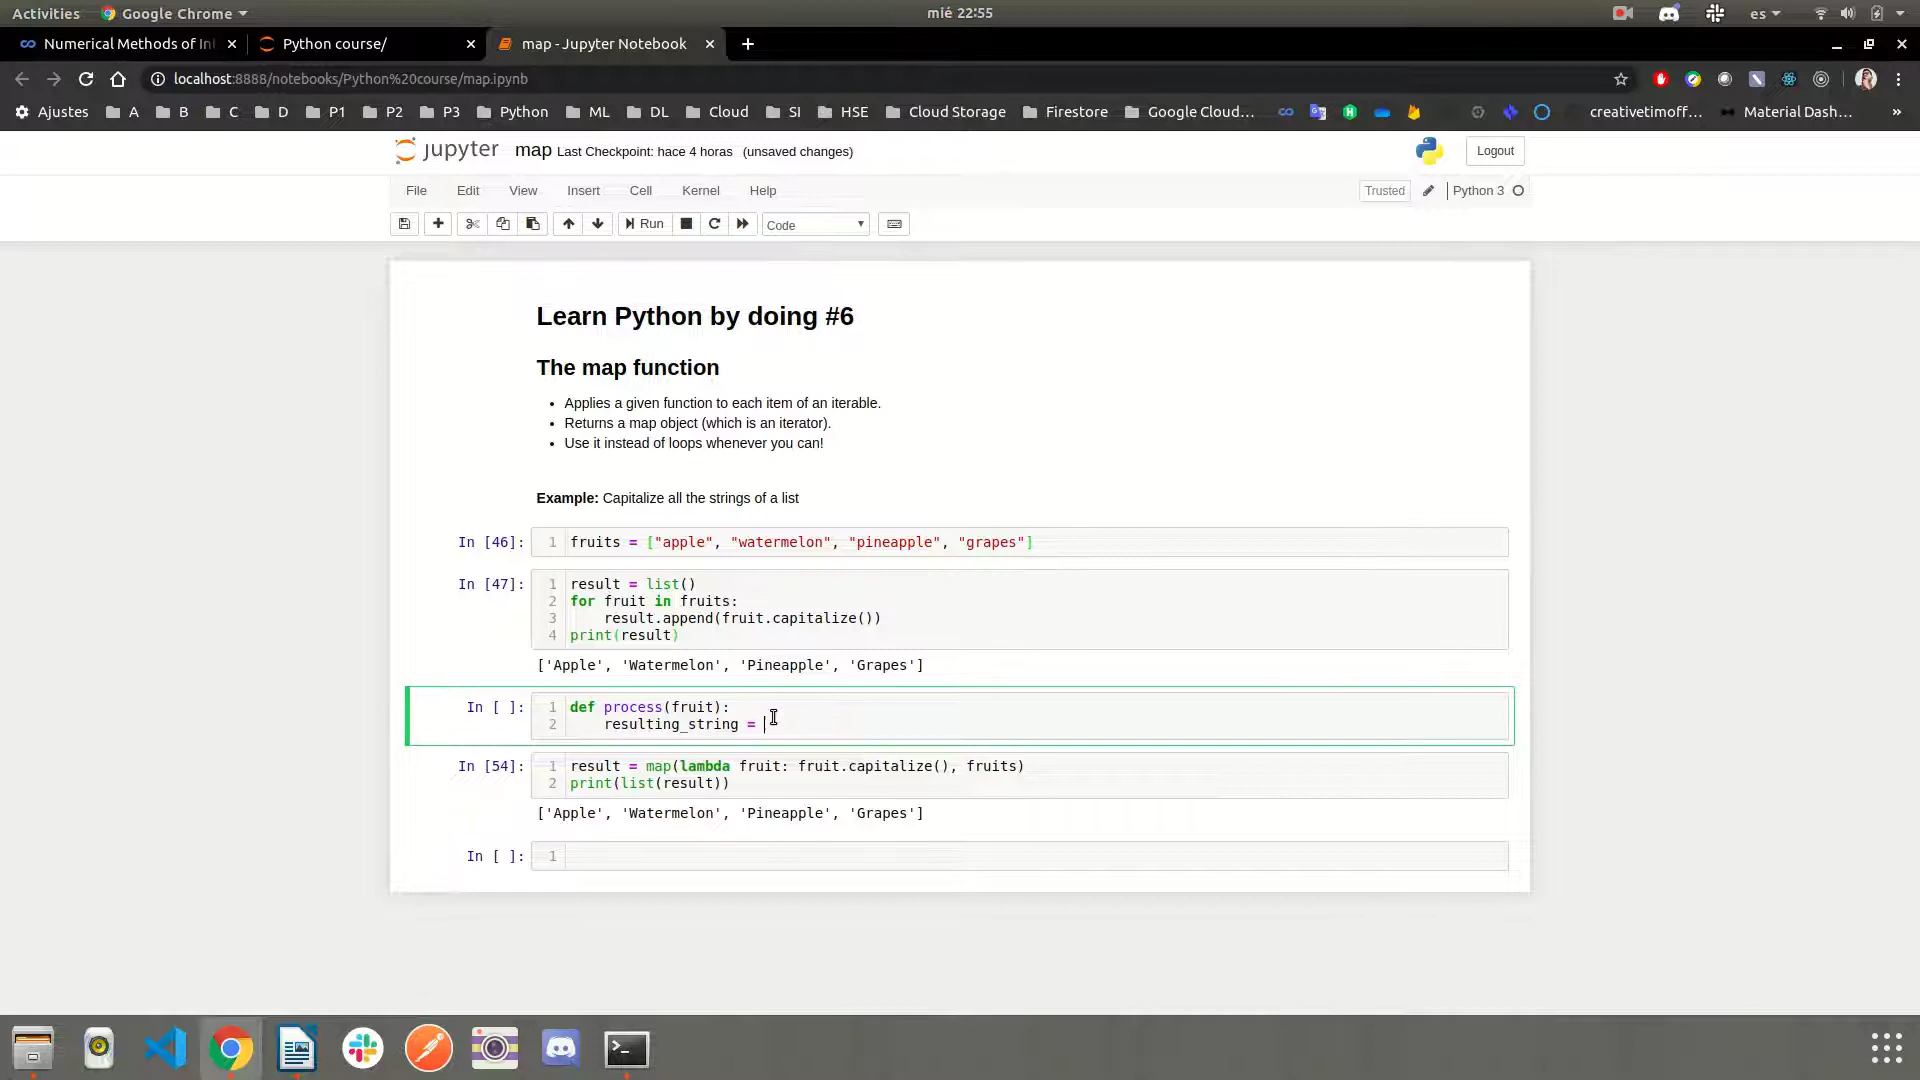 Activities Google Chrome mié 22:55 es
Numerical Methods of Int Python course/ map - Jupyter Notebook
localhost:8888/notebooks/Python%20course/map.ipynb
Ajustes A B C D P1 P2 P3 Python ML DL Cloud SI HSE Cloud Storage Firestore Google Cloud... creativetimoff... Material Dash... »
jupyter map Last Checkpoint: hace 4 horas (unsaved changes) Logout
File Edit View Insert Cell Kernel Help Trusted Python 3
Run Code
Learn Python by doing #6
The map function
• Applies a given function to each item of an iterable.
• Returns a map object (which is an iterator).
• Use it instead of loops whenever you can!
Example: Capitalize all the strings of a list
In [46]: 1 fruits = ["apple", "watermelon", "pineapple", "grapes"]
In [47]: 1 result = list()
2 for fruit in fruits:
3 result.append(fruit.capitalize())
4 print(result)
['Apple', 'Watermelon', 'Pineapple', 'Grapes']
In [ ]: 1 def process(fruit):
2 resulting_string =
In [54]: 1 result = map(lambda fruit: fruit.capitalize(), fruits)
2 print(list(result))
['Apple', 'Watermelon', 'Pineapple', 'Grapes']
In [ ]: 1